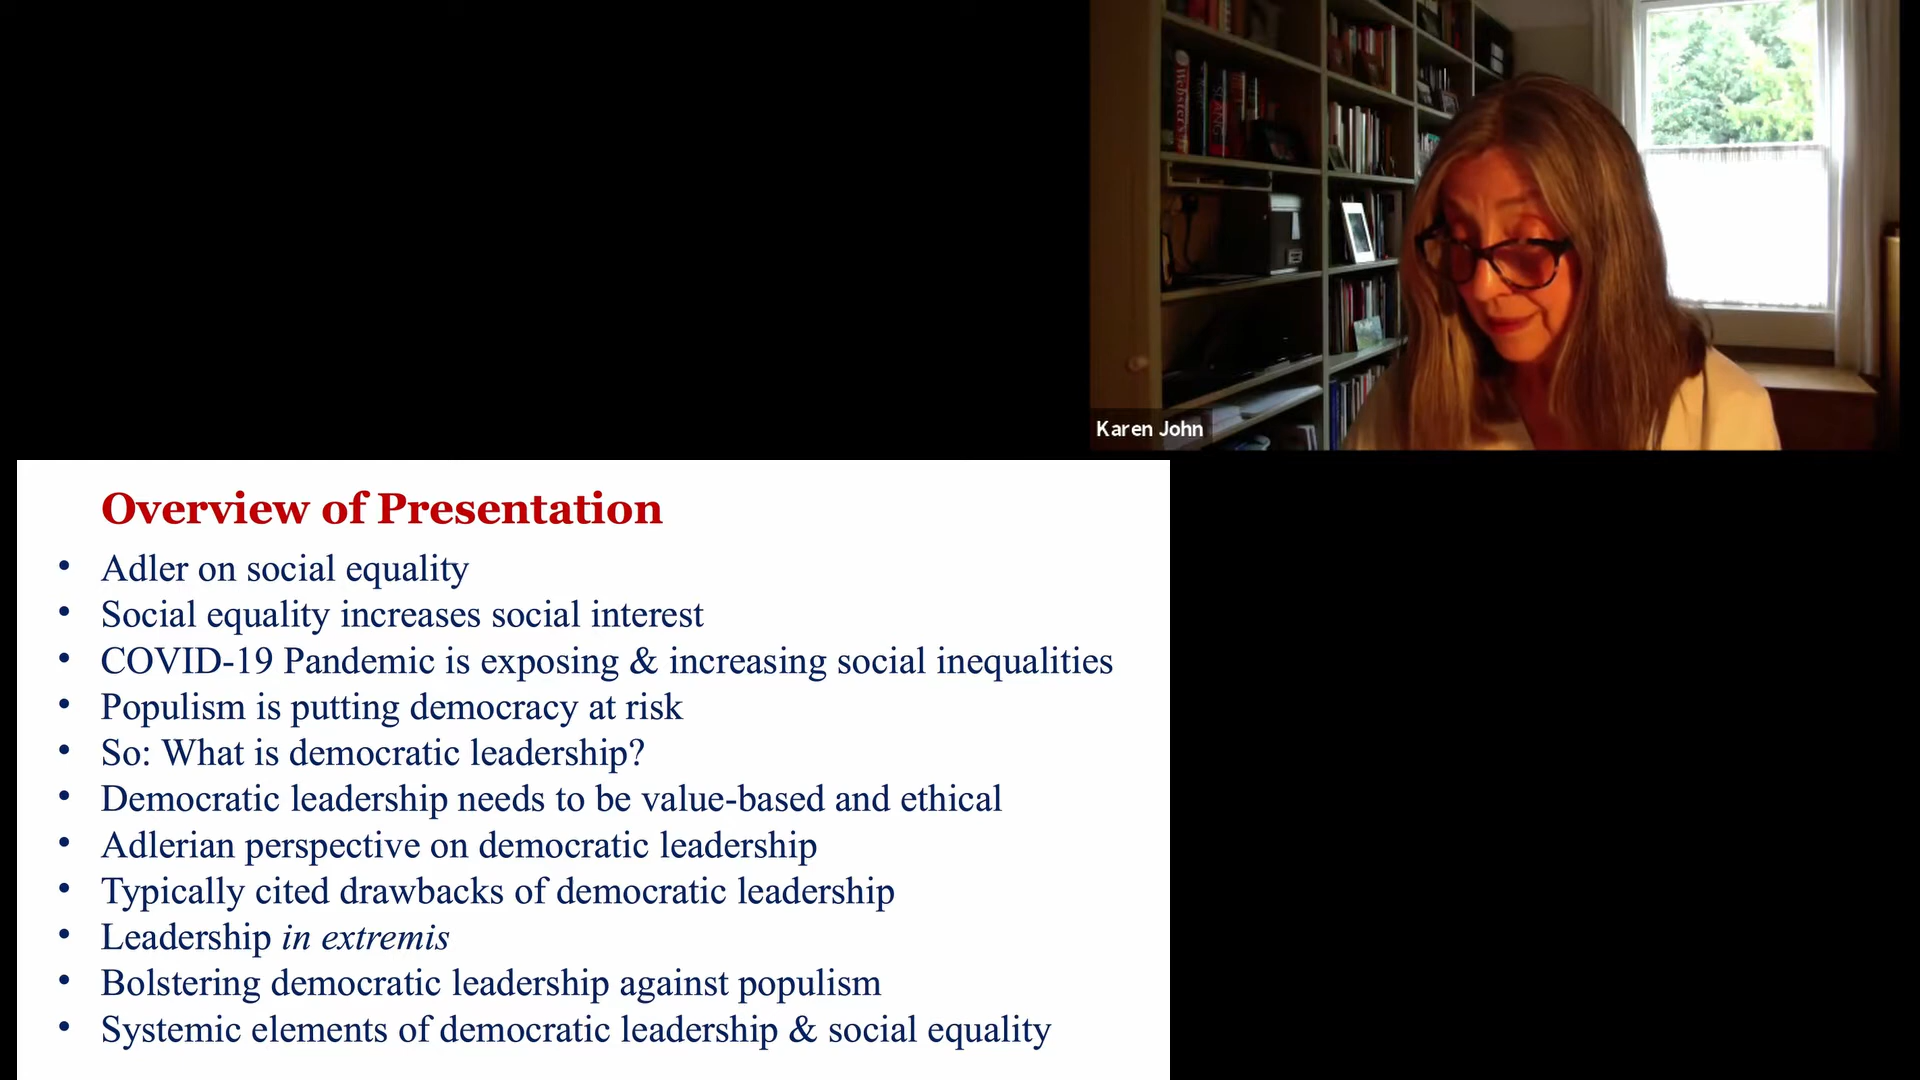 Webster's
SLANG
Karen John
Overview of Presentation
• Adler on social equality
• Social equality increases social interest
• COVID-19 Pandemic is exposing & increasing social inequalities
• Populism is putting democracy at risk
• So: What is democratic leadership?
• Democratic leadership needs to be value-based and ethical
• Adlerian perspective on democratic leadership
• Typically cited drawbacks of democratic leadership
• Leadership in extremis
• Bolstering democratic leadership against populism
• Systemic elements of democratic leadership & social equality